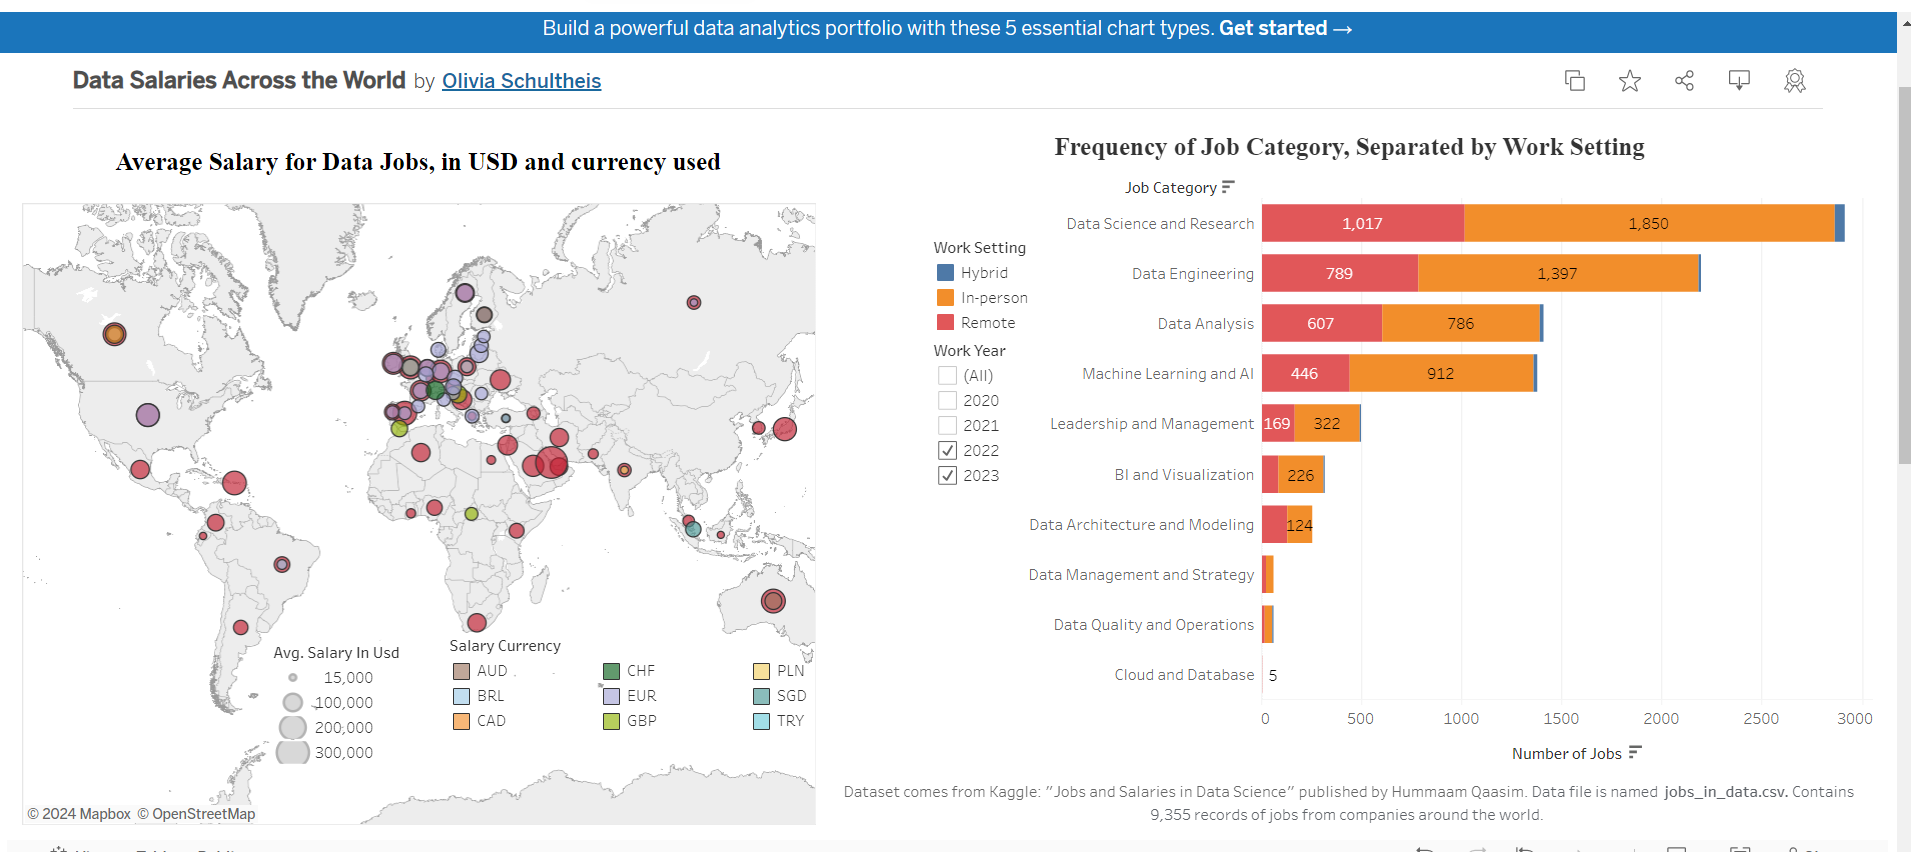 Build a powerful data analytics portfolio with these 5 essential chart types. Get started →
Data Salaries Across the World by Olivia Schultheis
Average Salary for Data Jobs, in USD and currency used
Avg. Salary In Usd
15,000
100,000
200,000
300,000
Salary Currency
AUD
BRL
CAD
CHF
EUR
GBP
PLN
SGD
TRY
© 2024 Mapbox © OpenStreetMap
Frequency of Job Category, Separated by Work Setting
Work Setting
Hybrid
In-person
Remote
Work Year
(All)
2020
2021
2022
2023
Job Category
Data Science and Research 1,017 1,850
Data Engineering 789 1,397
Data Analysis 607 786
Machine Learning and AI 446 912
Leadership and Management 169 322
BI and Visualization 226
Data Architecture and Modeling 124
Data Management and Strategy
Data Quality and Operations
Cloud and Database 5
0 500 1000 1500 2000 2500 3000
Number of Jobs
Dataset comes from Kaggle: "Jobs and Salaries in Data Science" published by Hummaam Qaasim. Data file is named jobs_in_data.csv. Contains
9,355 records of jobs from companies around the world.